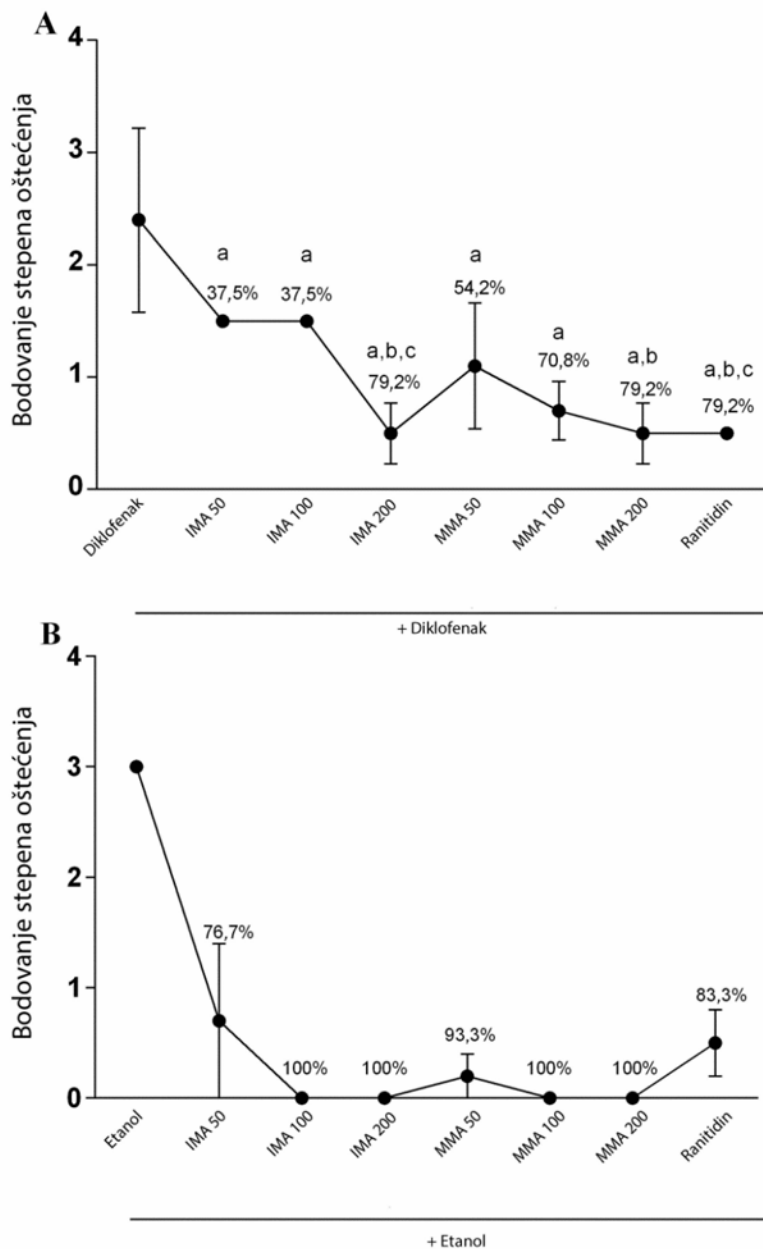 A
Bodovanje stepena oštećenja
4
3
2
1
0
a
37,5%
a
37,5%
a,b,c
79,2%
a
54,2%
a
70,8%
a,b
79,2%
a,b,c
79,2%
Diklofenak
IMA 50
IMA 100
IMA 200
MMA 50
MMA 100
MMA 200
Ranitidin
+ Diklofenak
B
Bodovanje stepena oštećenja
4
3
2
1
0
76,7%
100%
100%
93,3%
100%
100%
83,3%
Etanol
IMA 50
IMA 100
IMA 200
MMA 50
MMA 100
MMA 200
Ranitidin
+ Etanol